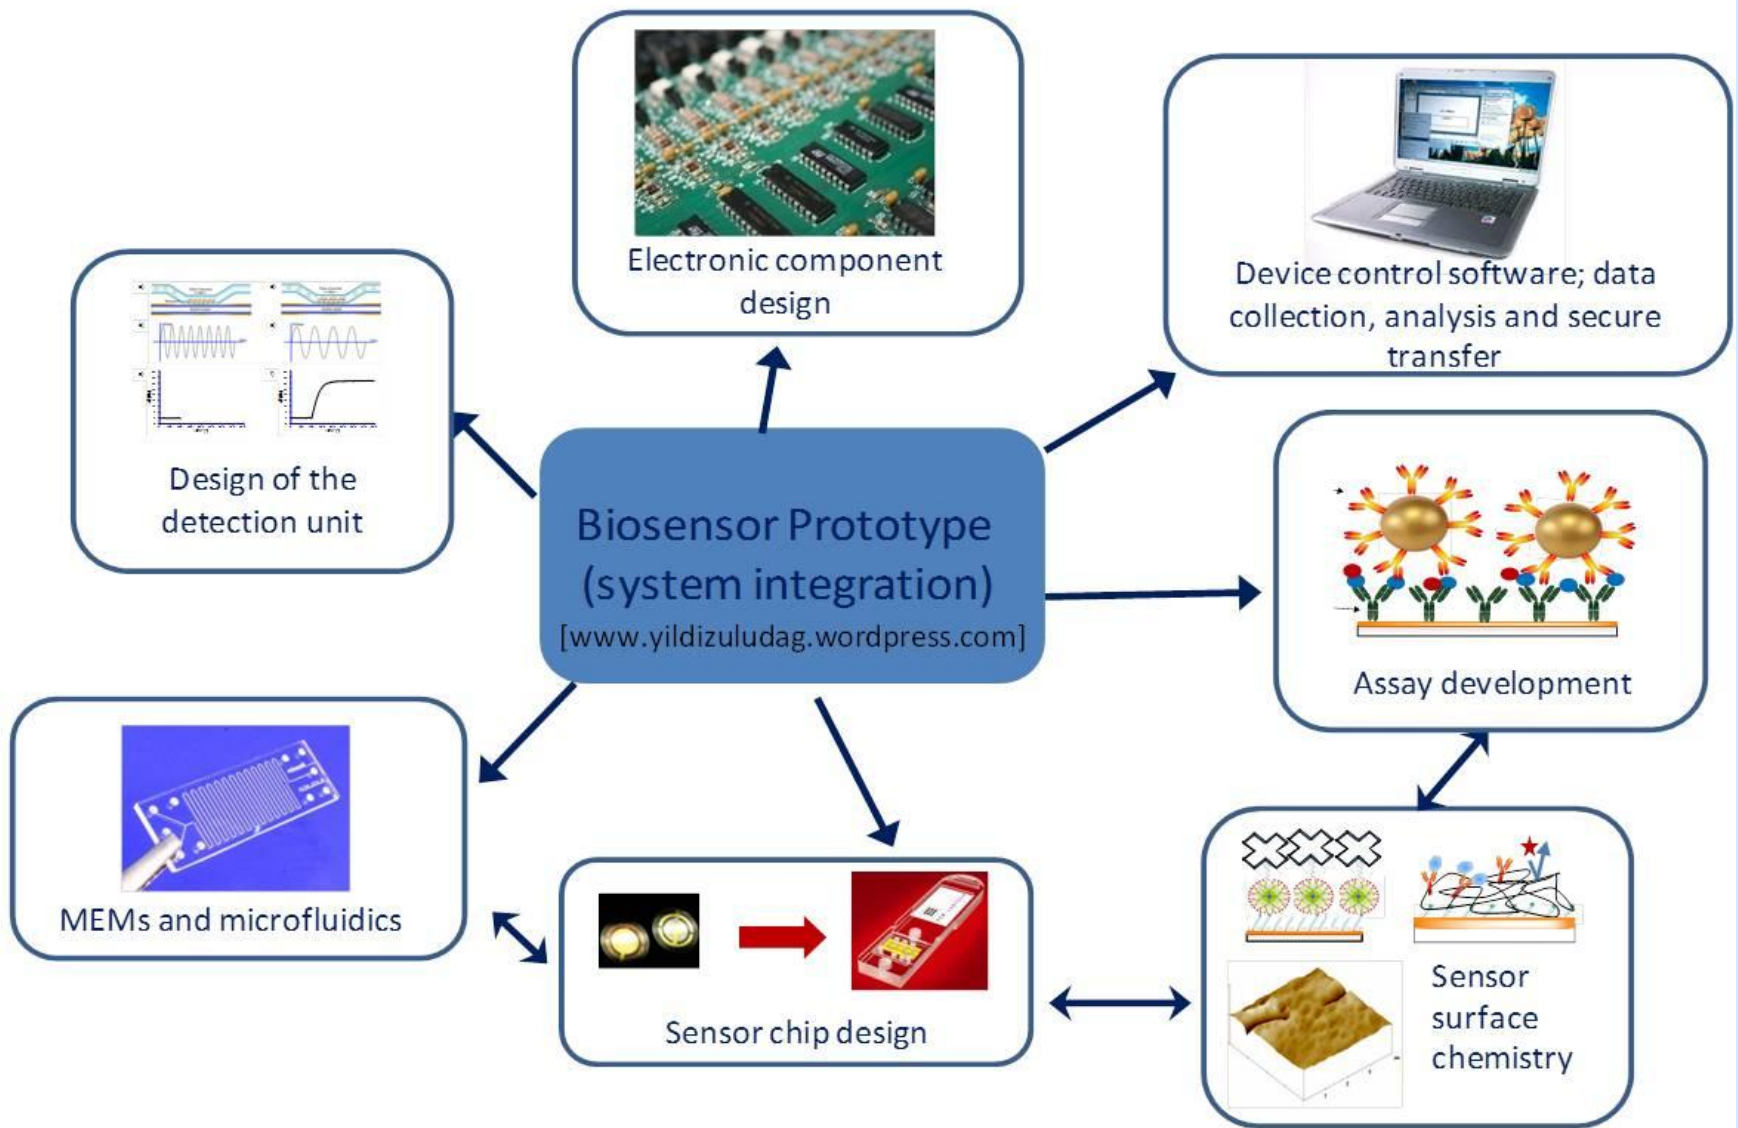 Electronic component
design
Device control software; data
collection, analysis and secure
transfer
Design of the
detection unit
Biosensor Prototype
(system integration)
[www.yildizuludag.wordpress.com]
Assay development
MEMs and microfluidics
Sensor chip design
Sensor
surface
chemistry